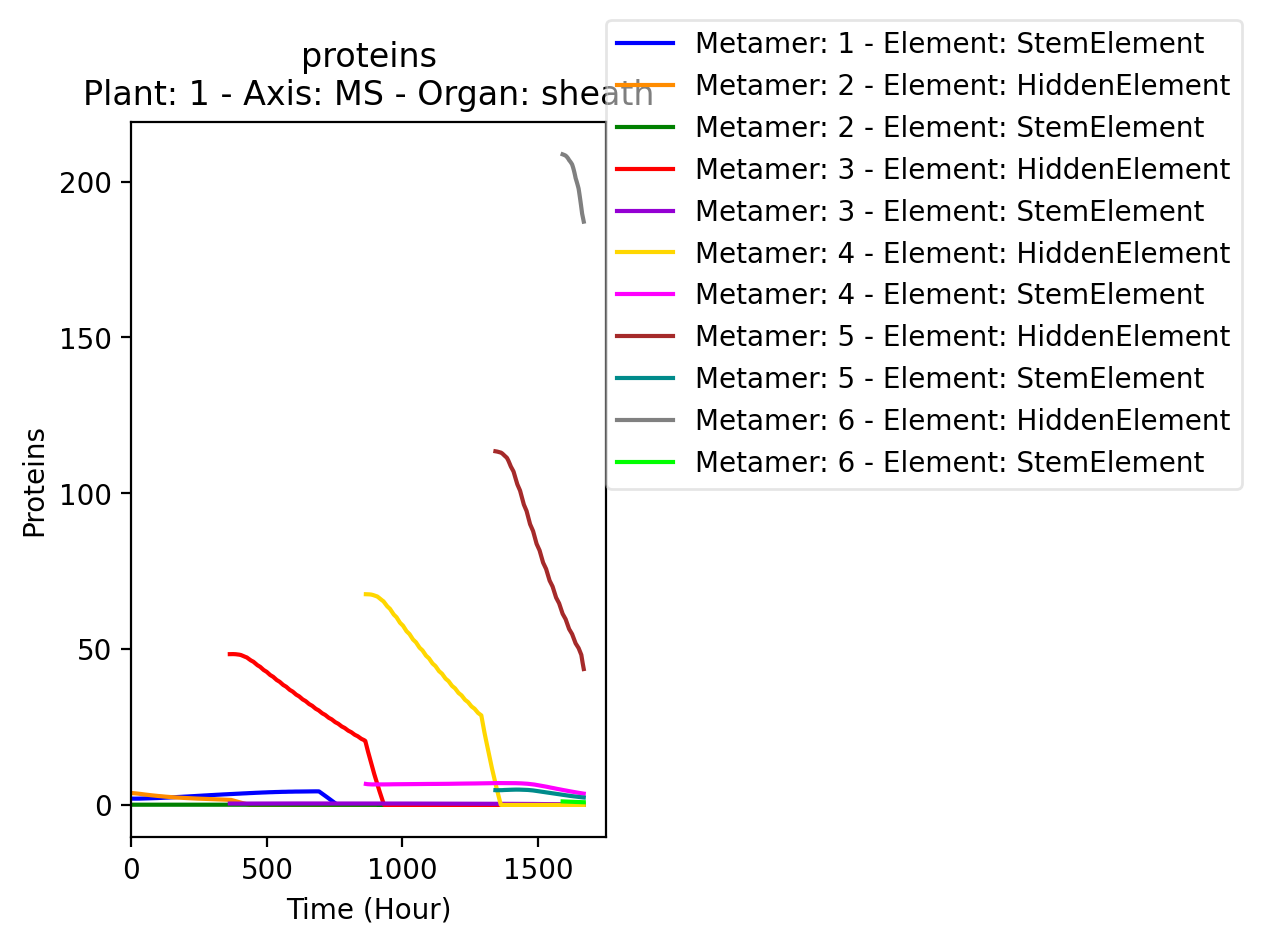 proteins
Plant: 1 - Axis: MS - Organ: sheath
Metamer: 1 - Element: StemElement
Metamer: 2 - Element: HiddenElement
Metamer: 2 - Element: StemElement
Metamer: 3 - Element: HiddenElement
Metamer: 3 - Element: StemElement
Metamer: 4 - Element: HiddenElement
Metamer: 4 - Element: StemElement
Metamer: 5 - Element: HiddenElement
Metamer: 5 - Element: StemElement
Metamer: 6 - Element: HiddenElement
Metamer: 6 - Element: StemElement
Proteins
200
150
100
50
0
0 500 1000 1500
Time (Hour)